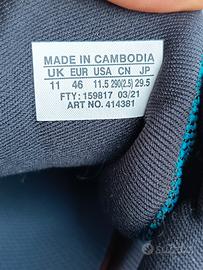 MADE IN CAMBODIA
UK EUR USA CN JP
11 46 11.5 290(2.5) 29.5
FTY: 159817 03/21
ART NO. 414381
subito